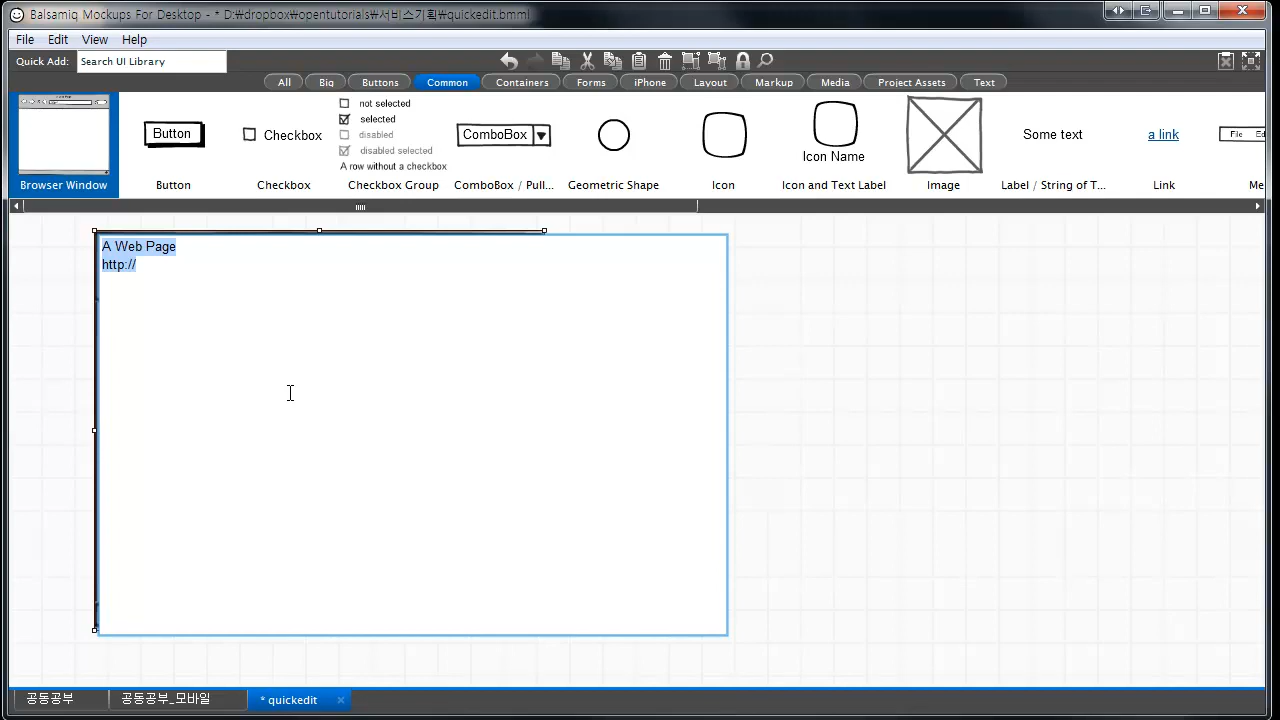 Balsamiq Mockups For Desktop - * D:₩dropbox₩opentutorials₩서비스기획₩quickedit.bmml
File Edit View Help
Quick Add: Search UI Library
All Big Buttons Common Containers Forms iPhone Layout Markup Media Project Assets Text
Button
Checkbox
not selected
selected
disabled
disabled selected
A row without a checkbox
ComboBox
Icon Name
Some text
a link
File
Browser Window Button Checkbox Checkbox Group ComboBox / Pull... Geometric Shape Icon Icon and Text Label Image Label / String of T... Link Me
A Web Page
http://
공동공부 공동공부_모바일 * quickedit